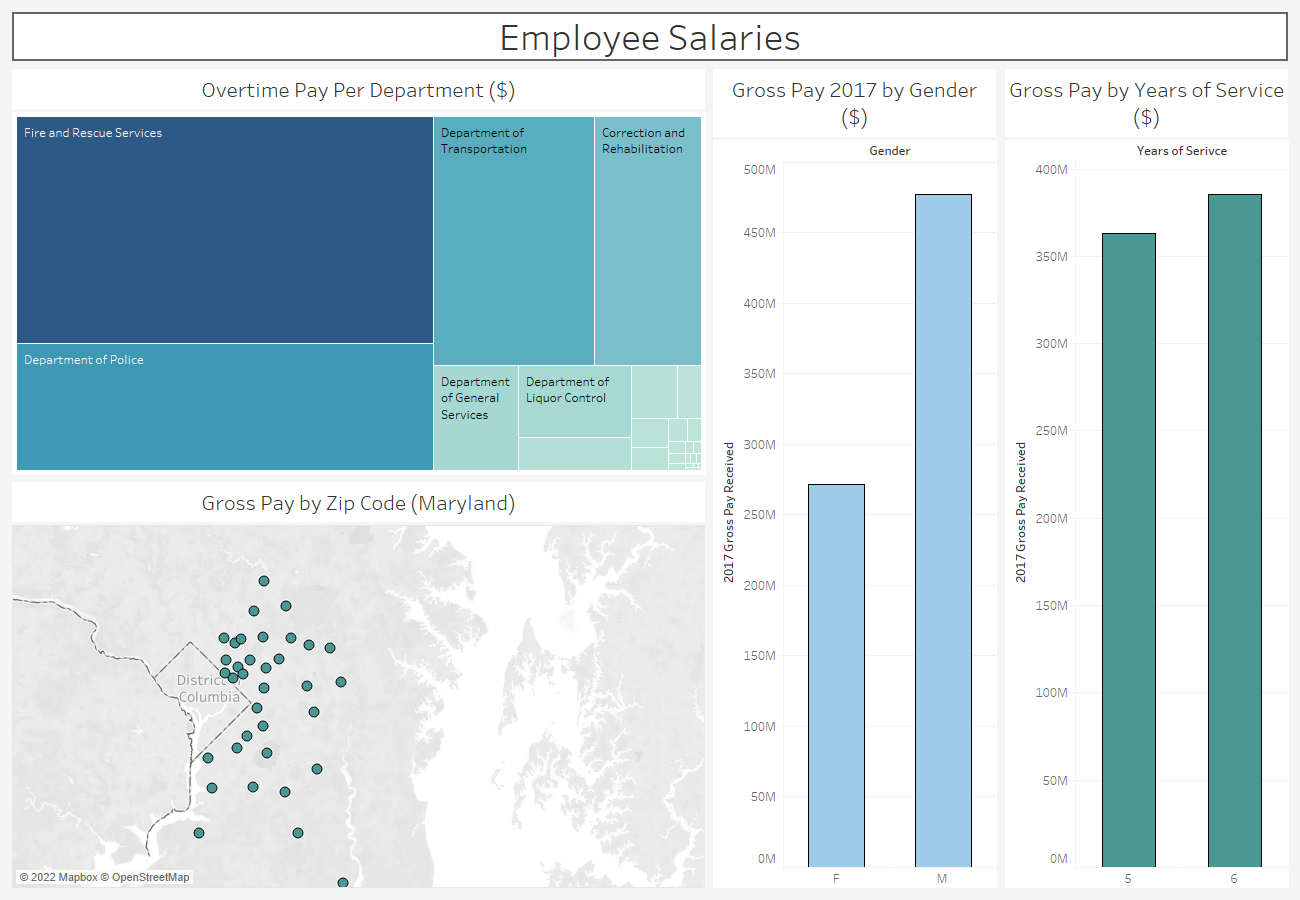 Employee Salaries
Overtime Pay Per Department ($)
Fire and Rescue Services
Department of
Transportation
Correction and
Rehabilitation
Department of Police
Department
of General
Services
Department of
Liquor Control
Gross Pay by Zip Code (Maryland)
District of
Columbia
© 2022 Mapbox © OpenStreetMap
Gross Pay 2017 by Gender
($)
Gender
500M
450M
400M
350M
300M
250M
200M
150M
100M
50M
0M
2017 Gross Pay Received
F
M
Gross Pay by Years of Service
($)
Years of Serivce
400M
350M
300M
250M
200M
150M
100M
50M
0M
2017 Gross Pay Received
5
6